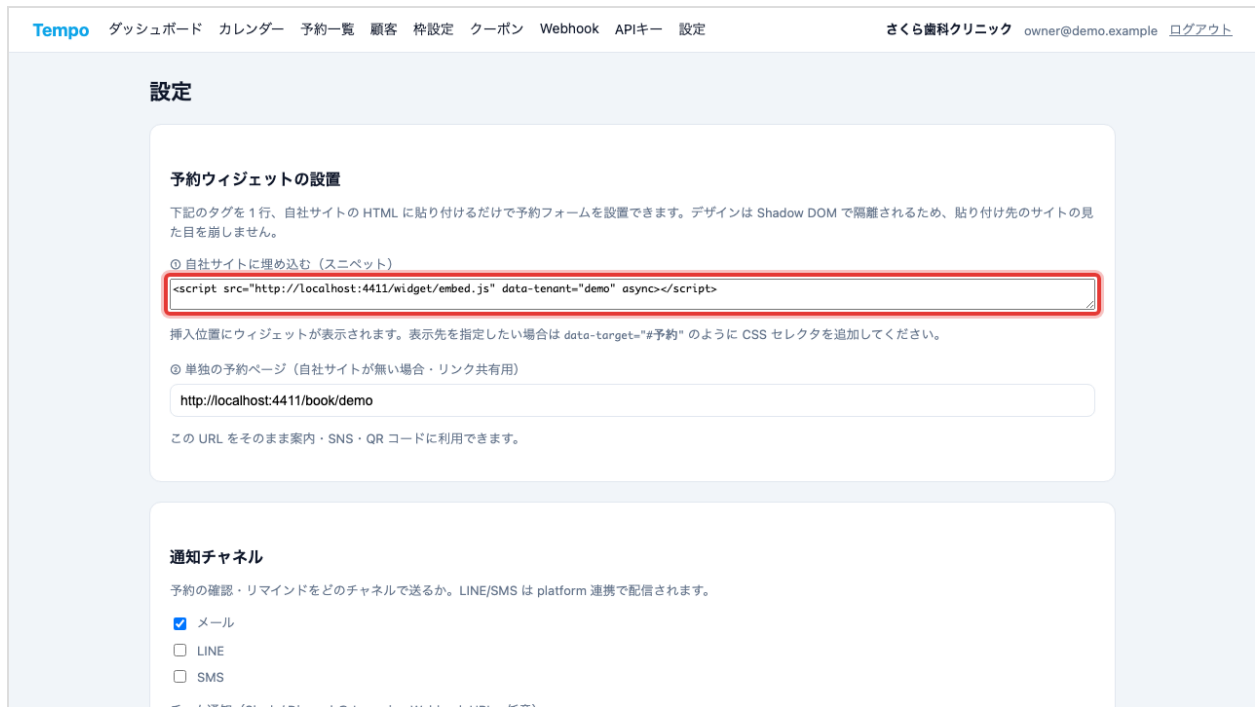 Tempo ダッシュボード カレンダー 予約一覧 顧客 枠設定 クーポン Webhook APIキー 設定 さくら歯科クリニック owner@demo.example ログアウト
設定
予約ウィジェットの設置
下記のタグを 1 行、自社サイトの HTML に貼り付けるだけで予約フォームを設置できます。デザインは Shadow DOM で隔離されるため、貼り付け先のサイトの見
た目を崩しません。
① 自社サイトに埋め込む（スニペット）
<script src="http://localhost:4411/widget/embed.js" data-tenant="demo" async></script>
挿入位置にウィジェットが表示されます。表示先を指定したい場合は data-target="#予約" のように CSS セレクタを追加してください。
② 単独の予約ページ（自社サイトが無い場合・リンク共有用）
http://localhost:4411/book/demo
この URL をそのまま案内・SNS・QR コードに利用できます。
通知チャネル
予約の確認・リマインドをどのチャネルで送るか。LINE/SMS は platform 連携で配信されます。
メール
LINE
SMS